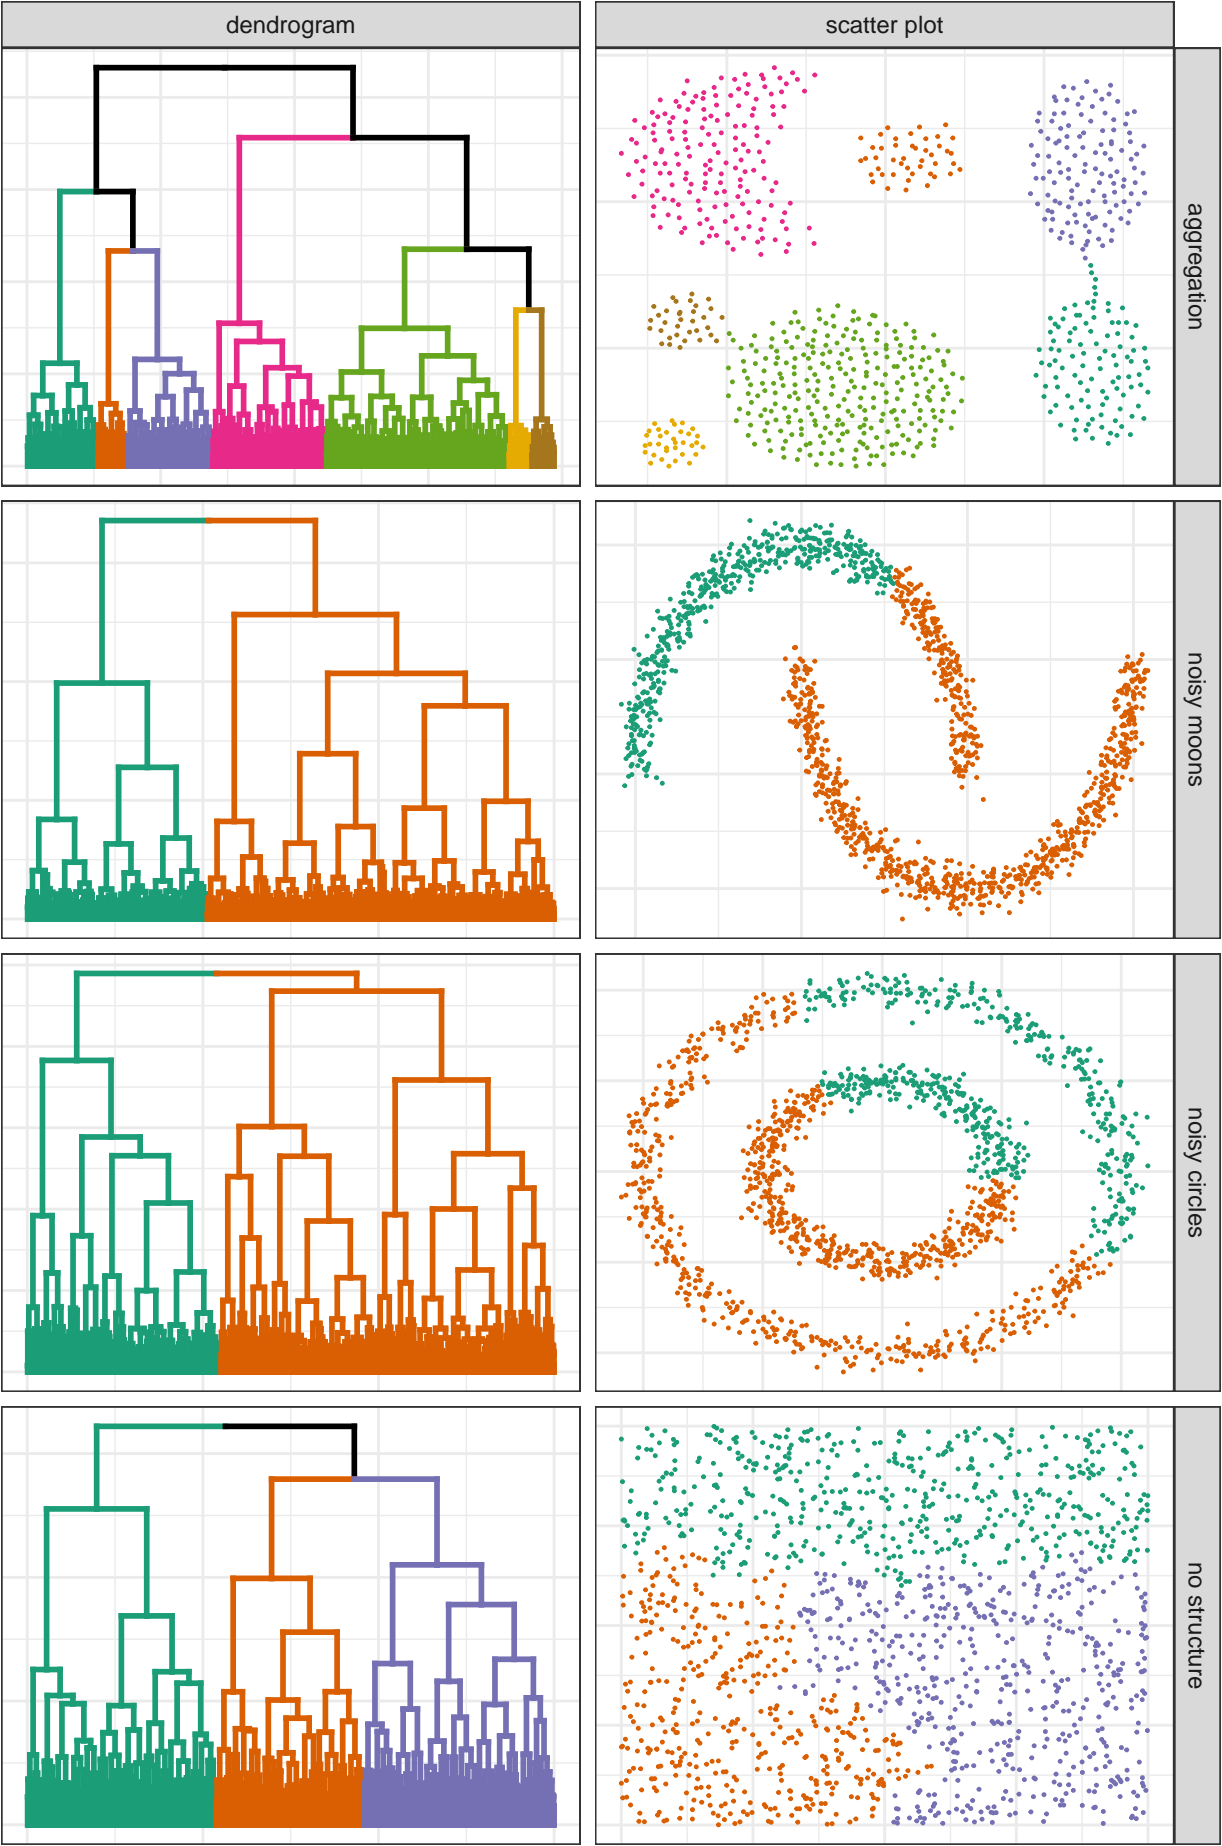 dendrogram
scatter plot
aggregation
noisy moons
noisy circles
no structure